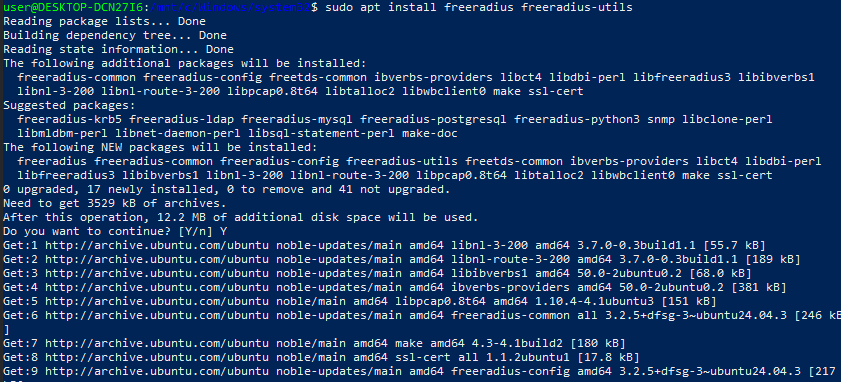 user@DESKTOP-DCN27I6:/mnt/c/Windows/system32$ sudo apt install freeradius freeradius-utils
Reading package lists... Done
Building dependency tree... Done
Reading state information... Done
The following additional packages will be installed:
freeradius-common freeradius-config freetds-common ibverbs-providers libct4 libdbi-perl libfreeradius3 libibverbs1
libnl-3-200 libnl-route-3-200 libpcap0.8t64 libtalloc2 libwbclient0 make ssl-cert
Suggested packages:
freeradius-krb5 freeradius-ldap freeradius-mysql freeradius-postgresql freeradius-python3 snmp libclone-perl
libmldbm-perl libnet-daemon-perl libsql-statement-perl make-doc
The following NEW packages will be installed:
freeradius freeradius-common freeradius-config freeradius-utils freetds-common ibverbs-providers libct4 libdbi-perl
libfreeradius3 libibverbs1 libnl-3-200 libnl-route-3-200 libpcap0.8t64 libtalloc2 libwbclient0 make ssl-cert
0 upgraded, 17 newly installed, 0 to remove and 41 not upgraded.
Need to get 3529 kB of archives.
After this operation, 12.2 MB of additional disk space will be used.
Do you want to continue? [Y/n] Y
Get:1 http://archive.ubuntu.com/ubuntu noble-updates/main amd64 libnl-3-200 amd64 3.7.0-0.3build1.1 [55.7 kB]
Get:2 http://archive.ubuntu.com/ubuntu noble-updates/main amd64 libnl-route-3-200 amd64 3.7.0-0.3build1.1 [189 kB]
Get:3 http://archive.ubuntu.com/ubuntu noble-updates/main amd64 libibverbs1 amd64 50.0-2ubuntu0.2 [68.0 kB]
Get:4 http://archive.ubuntu.com/ubuntu noble-updates/main amd64 ibverbs-providers amd64 50.0-2ubuntu0.2 [381 kB]
Get:5 http://archive.ubuntu.com/ubuntu noble/main amd64 libpcap0.8t64 amd64 1.10.4-4.1ubuntu3 [151 kB]
Get:6 http://archive.ubuntu.com/ubuntu noble-updates/main amd64 freeradius-common all 3.2.5+dfsg-3~ubuntu24.04.3 [246 kB
]
Get:7 http://archive.ubuntu.com/ubuntu noble/main amd64 make amd64 4.3-4.1build2 [180 kB]
Get:8 http://archive.ubuntu.com/ubuntu noble/main amd64 ssl-cert all 1.1.2ubuntu1 [17.8 kB]
Get:9 http://archive.ubuntu.com/ubuntu noble-updates/main amd64 freeradius-config amd64 3.2.5+dfsg-3~ubuntu24.04.3 [217